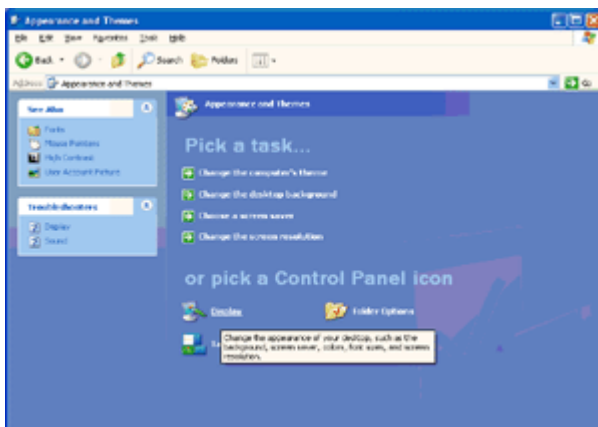 Appearance and Themes
File Edit View Favorites Tools Help
Back Search Folders
Address Appearance and Themes
See Also
Fonts
Mouse Pointers
High Contrast
User Account Picture
Troubleshooters
Display
Sound
Appearance and Themes
Pick a task...
Change the computer's theme
Change the desktop background
Choose a screen saver
Change the screen resolution
or pick a Control Panel icon
Display
Folder Options
Change the appearance of your desktop, such as the
background, screen saver, colors, font sizes, and screen
resolution.